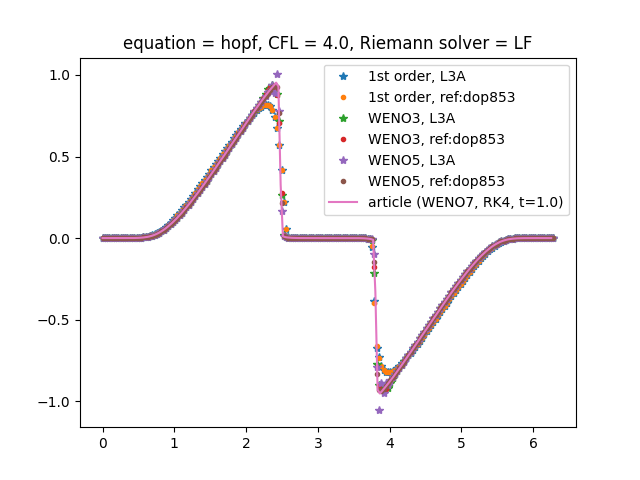 equation = hopf, CFL = 4.0, Riemann solver = LF
1.0
0.5
0.0
−0.5
−1.0
1st order, L3A
1st order, ref:dop853
WENO3, L3A
WENO3, ref:dop853
WENO5, L3A
WENO5, ref:dop853
article (WENO7, RK4, t=1.0)
0 1 2 3 4 5 6